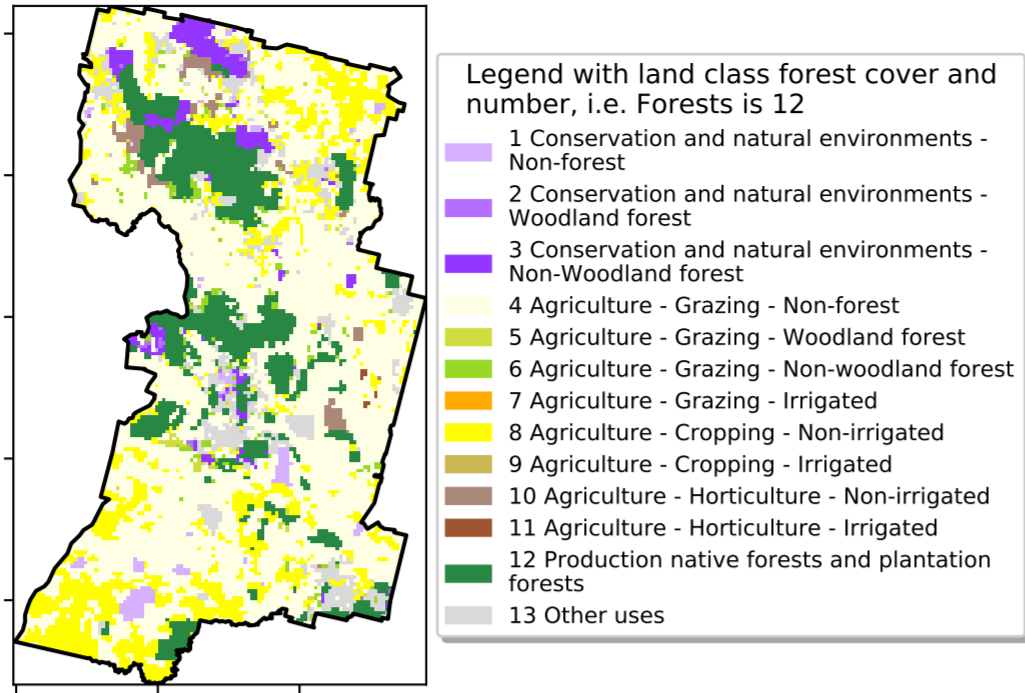 Legend with land class forest cover and
number, i.e. Forests is 12
1 Conservation and natural environments -
Non-forest
2 Conservation and natural environments -
Woodland forest
3 Conservation and natural environments -
Non-Woodland forest
4 Agriculture - Grazing - Non-forest
5 Agriculture - Grazing - Woodland forest
6 Agriculture - Grazing - Non-woodland forest
7 Agriculture - Grazing - Irrigated
8 Agriculture - Cropping - Non-irrigated
9 Agriculture - Cropping - Irrigated
10 Agriculture - Horticulture - Non-irrigated
11 Agriculture - Horticulture - Irrigated
12 Production native forests and plantation
forests
13 Other uses